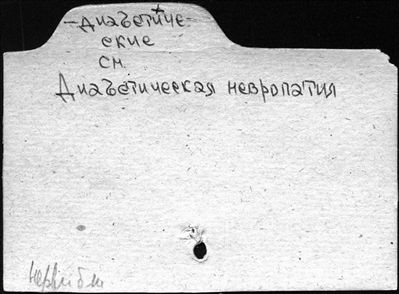 -диабетиче-
ские
см.
Диабетическая невропатия